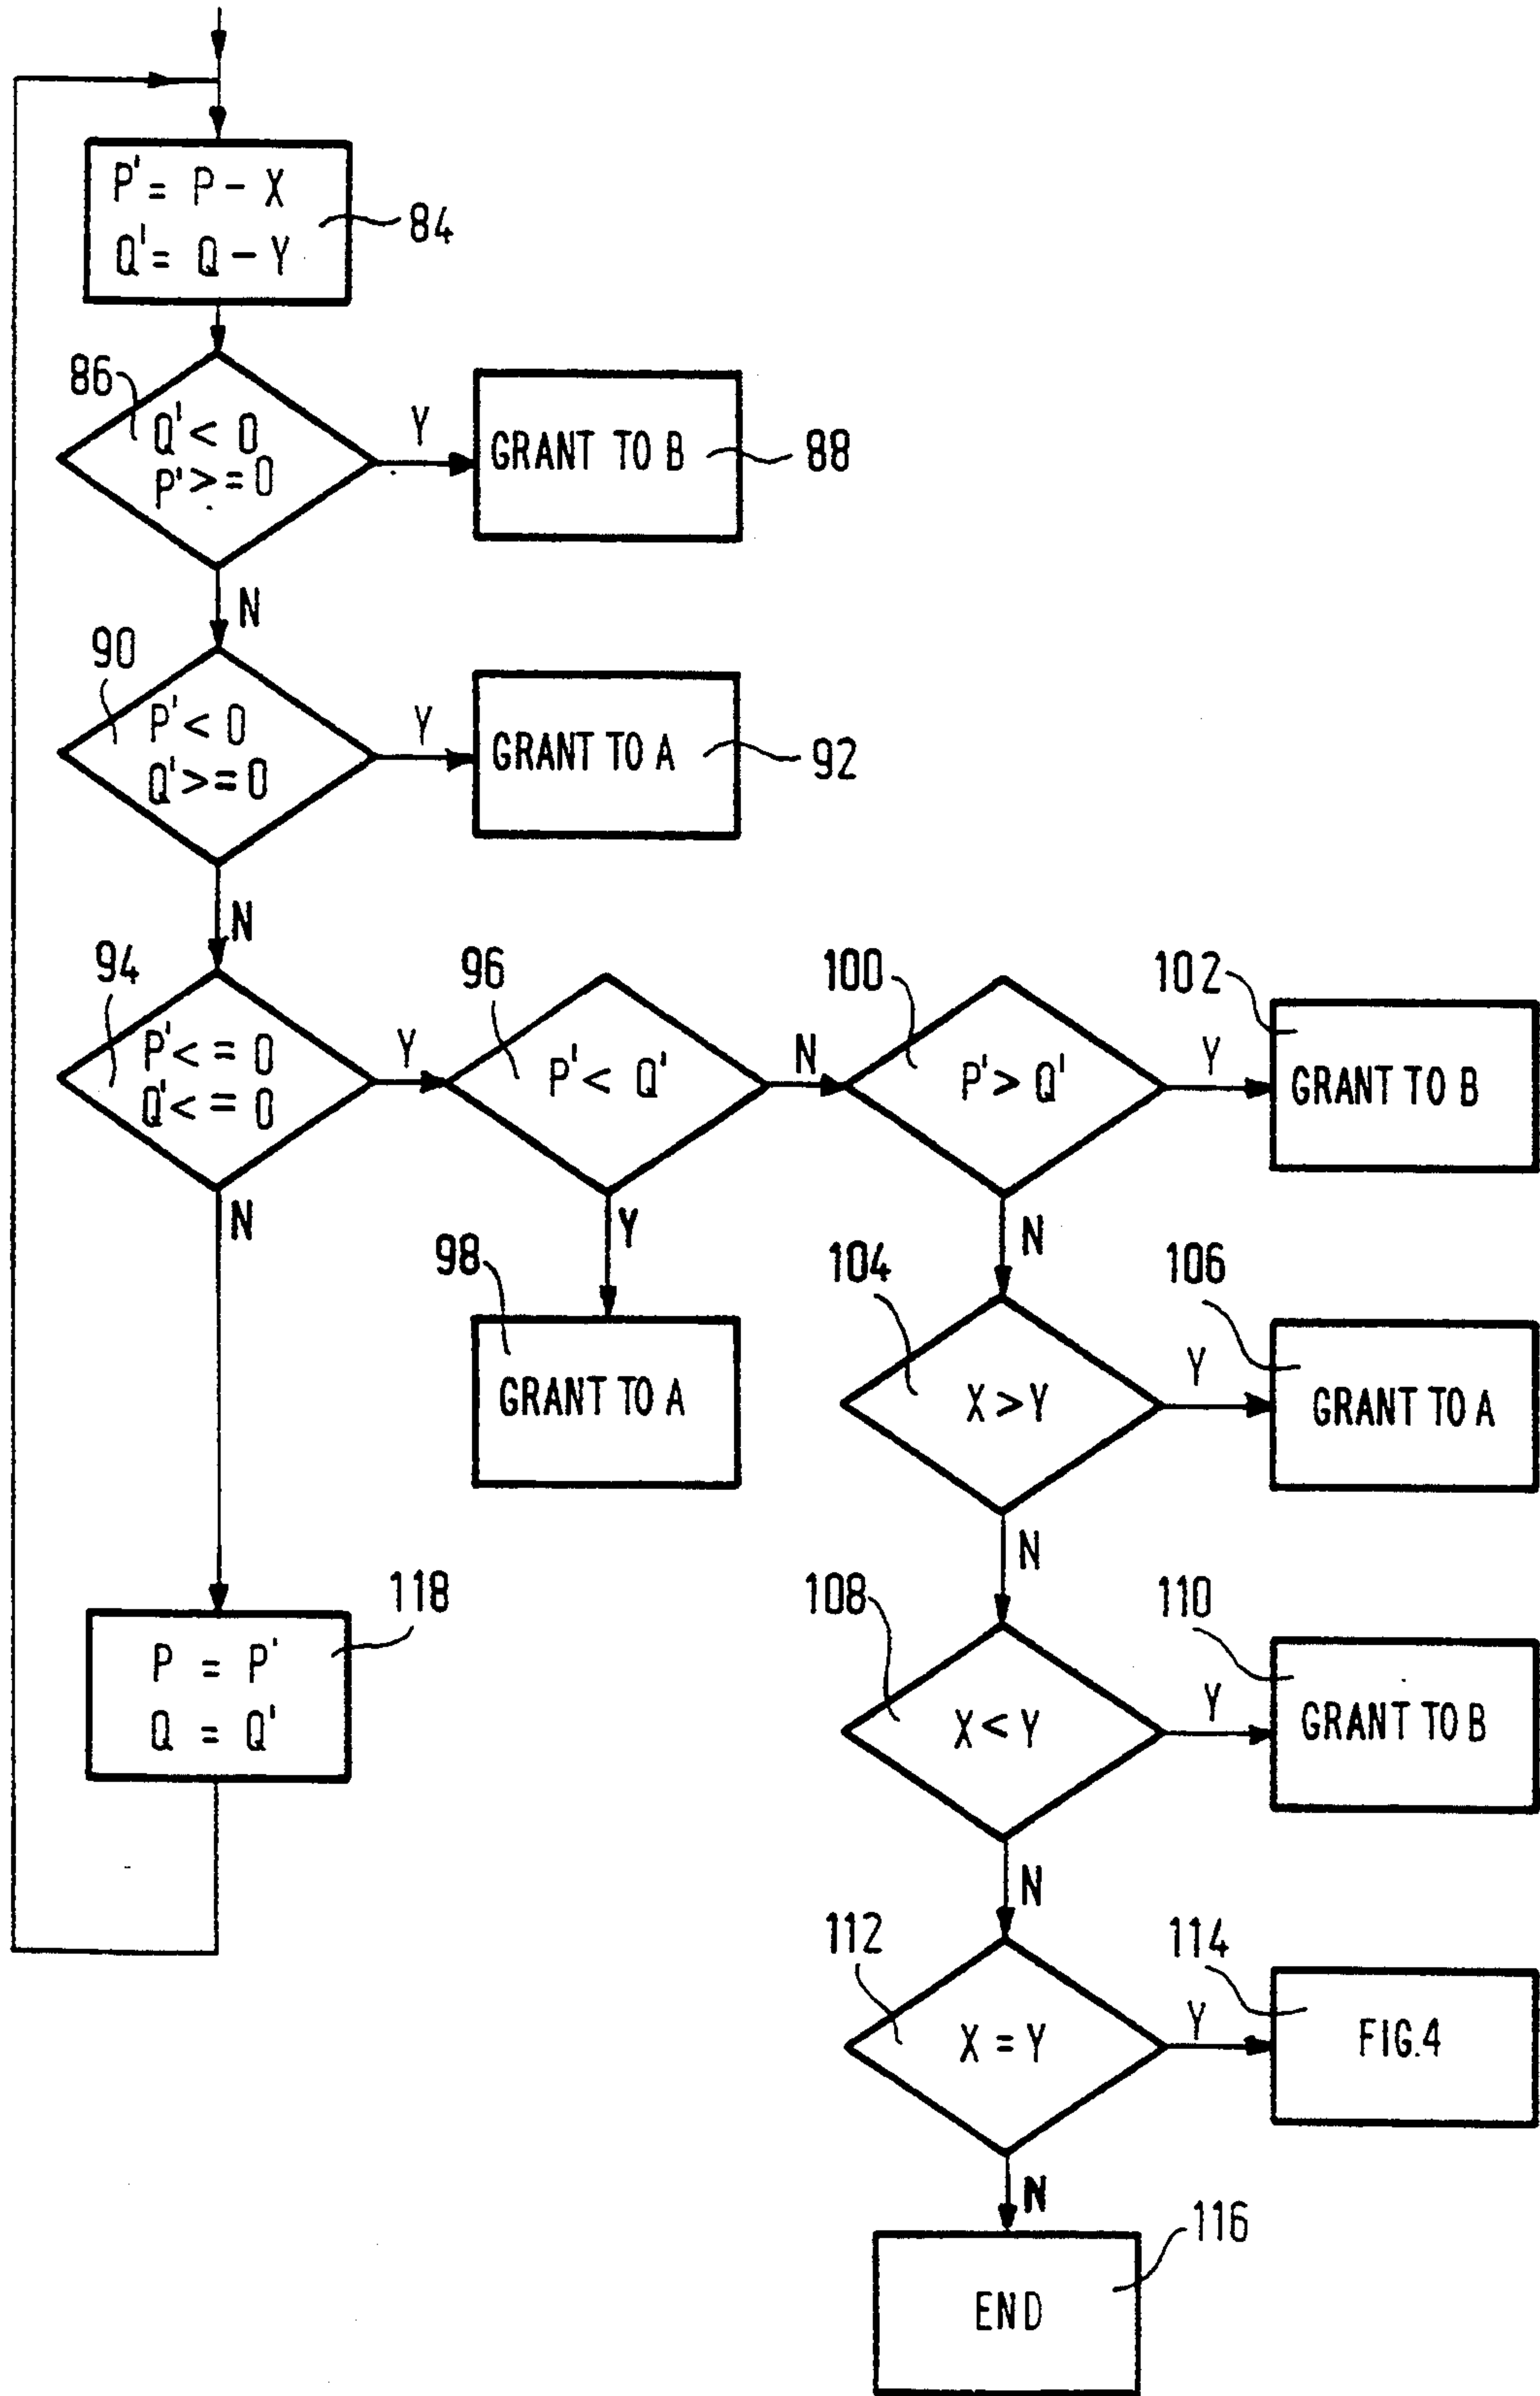 P' = P - X
Q' = Q - Y
84
86
Q' < 0
P' >= 0
Y
GRANT TO B
88
N
90
P' < 0
Q' >= 0
Y
GRANT TO A
92
N
94
P' <= 0
Q' <= 0
Y
96
P' < Q'
N
100
P' > Q'
Y
102
GRANT TO B
N
Y
98
GRANT TO A
N
104
X > Y
Y
106
GRANT TO A
N
118
P = P'
Q = Q'
108
X < Y
Y
110
GRANT TO B
N
112
X = Y
Y
114
FIG.4
N
116
END